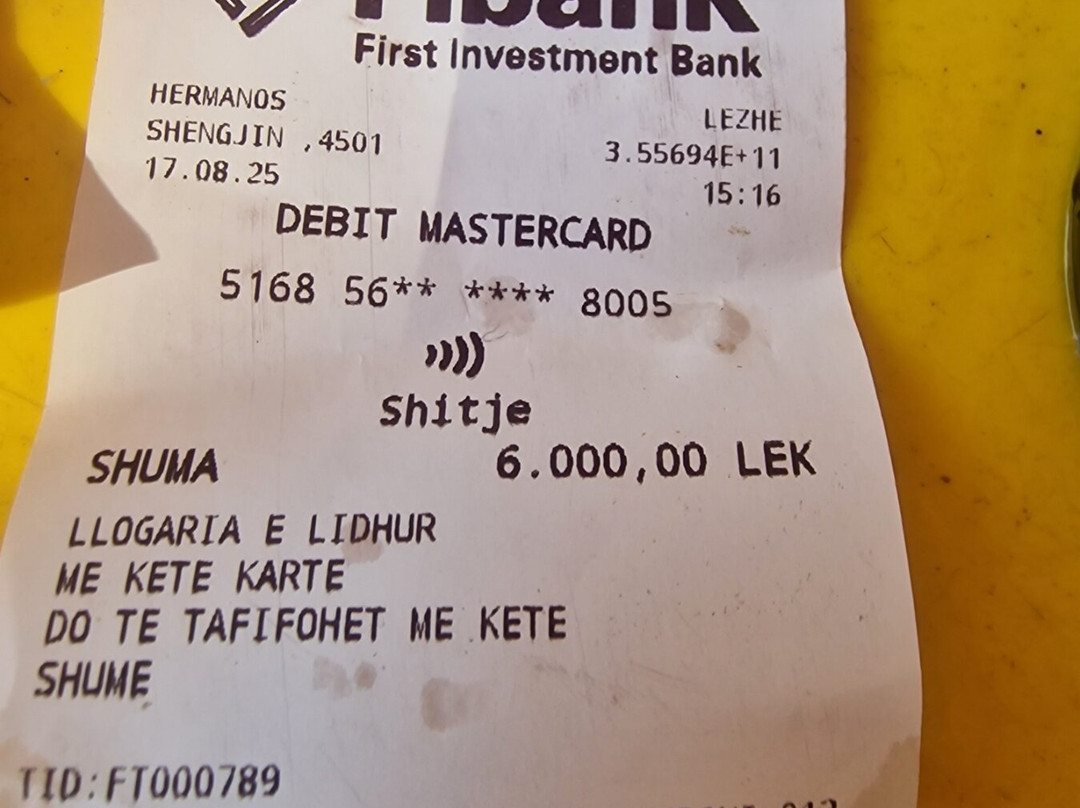 Fibank
First Investment Bank
HERMANOS
LEZHE
SHENGJIN ,4501
3.55694E+11
17.08.25
15:16
DEBIT MASTERCARD
5168 56** **** 8005
Shitje
SHUMA 6.000,00 LEK
LLOGARIA E LIDHUR
ME KETE KARTE
DO TE TAFIFOHET ME KETE
SHUME
TID:FT000789